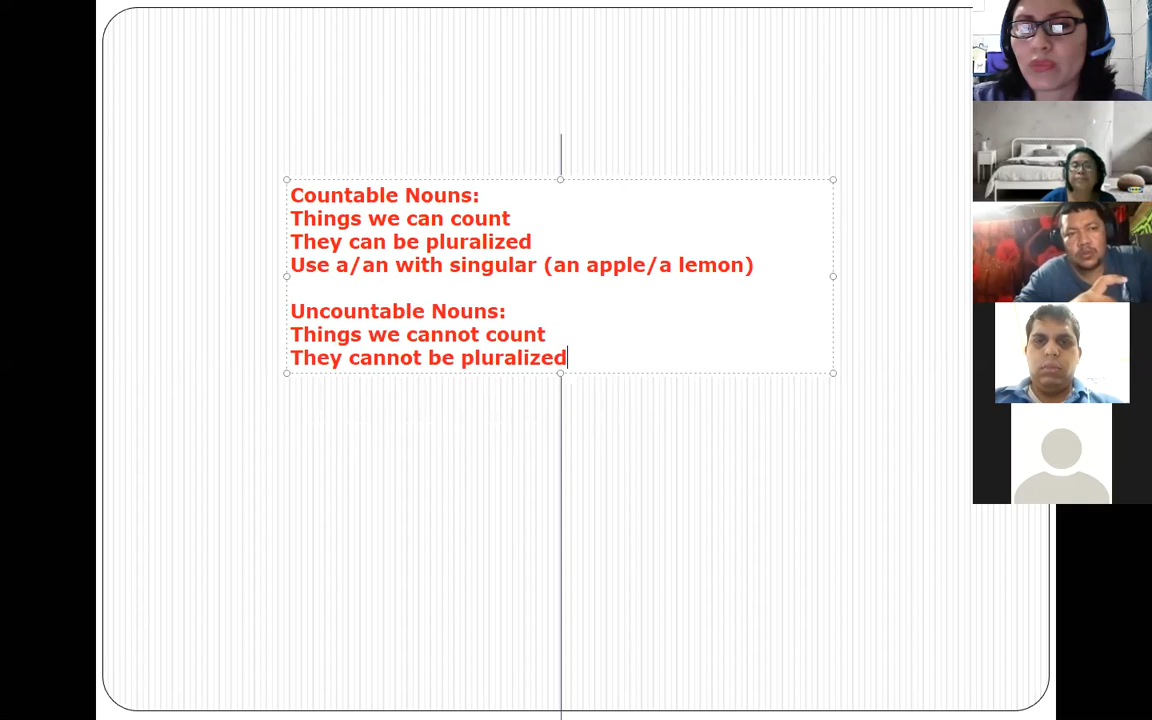 Countable Nouns:
Things we can count
They can be pluralized
Use a/an with singular (an apple/a lemon)
Uncountable Nouns:
Things we cannot count
They cannot be pluralized